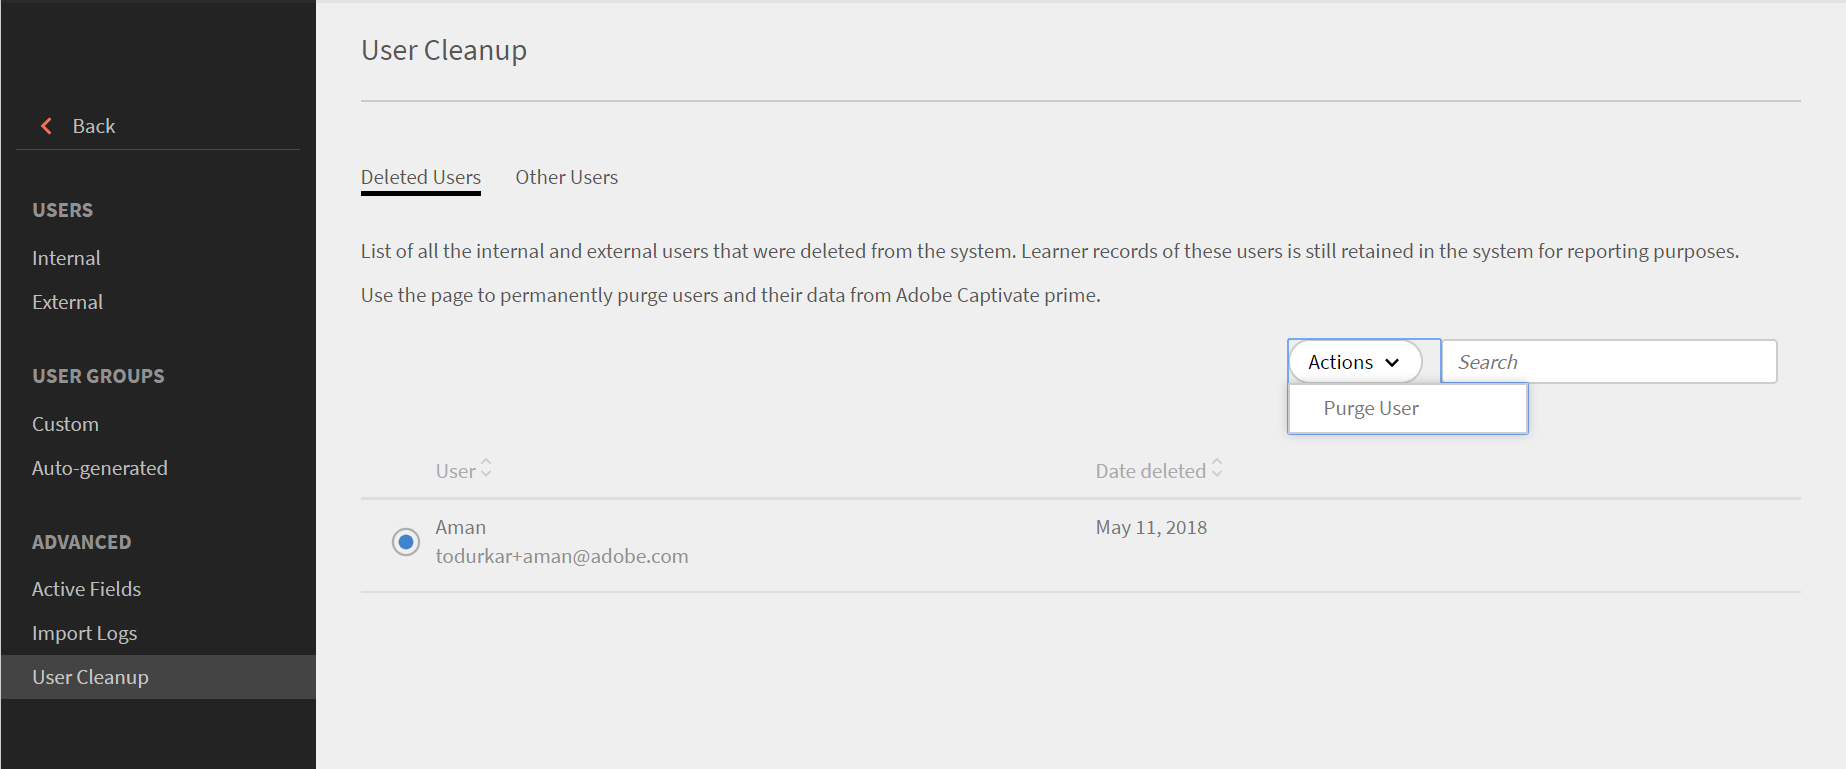 Back
USERS
Internal
External
USER GROUPS
Custom
Auto-generated
ADVANCED
Active Fields
Import Logs
User Cleanup
User Cleanup
Deleted Users
Other Users
List of all the internal and external users that were deleted from the system. Learner records of these users is still retained in the system for reporting purposes.
Use the page to permanently purge users and their data from Adobe Captivate prime.
Actions
Search
Purge User
User
Date deleted
Aman
May 11, 2018
todurkar+aman@adobe.com